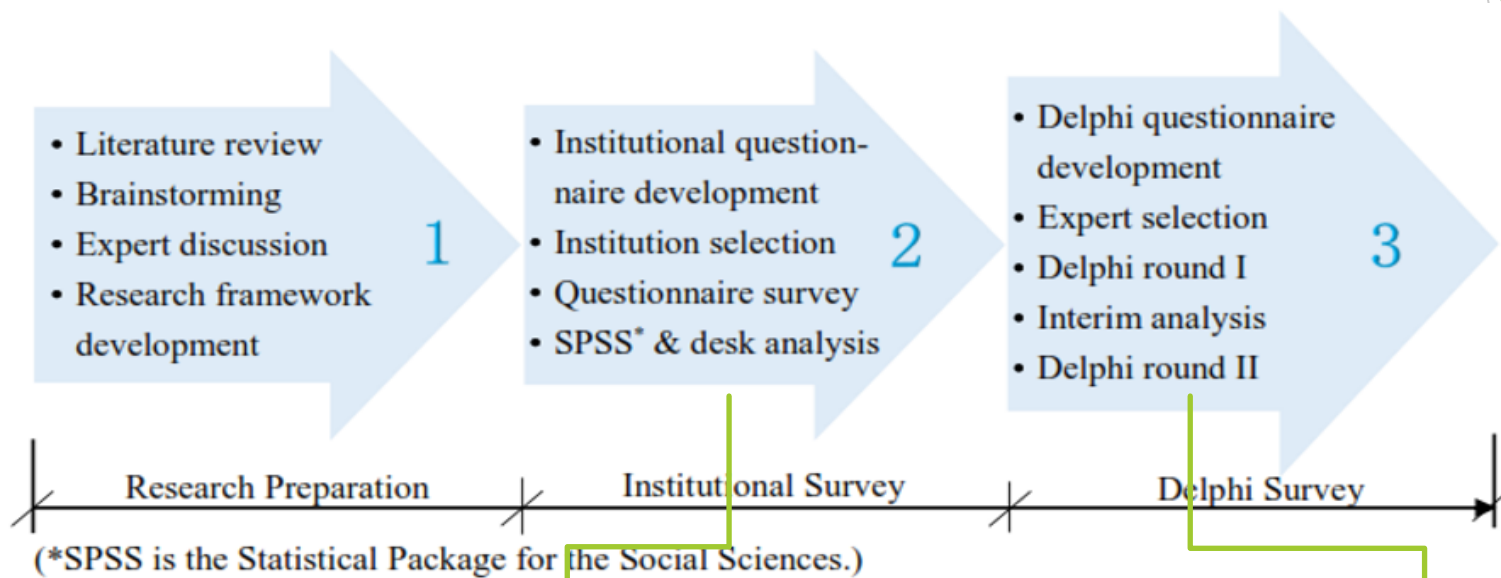 • Literature review
• Brainstorming
• Expert discussion
• Research framework
development
1
• Institutional question-
naire development
• Institution selection
• Questionnaire survey
• SPSS* & desk analysis
2
• Delphi questionnaire
development
• Expert selection
• Delphi round I
• Interim analysis
• Delphi round II
3
Research Preparation
Institutional Survey
Delphi Survey
(*SPSS is the Statistical Package for the Social Sciences.)